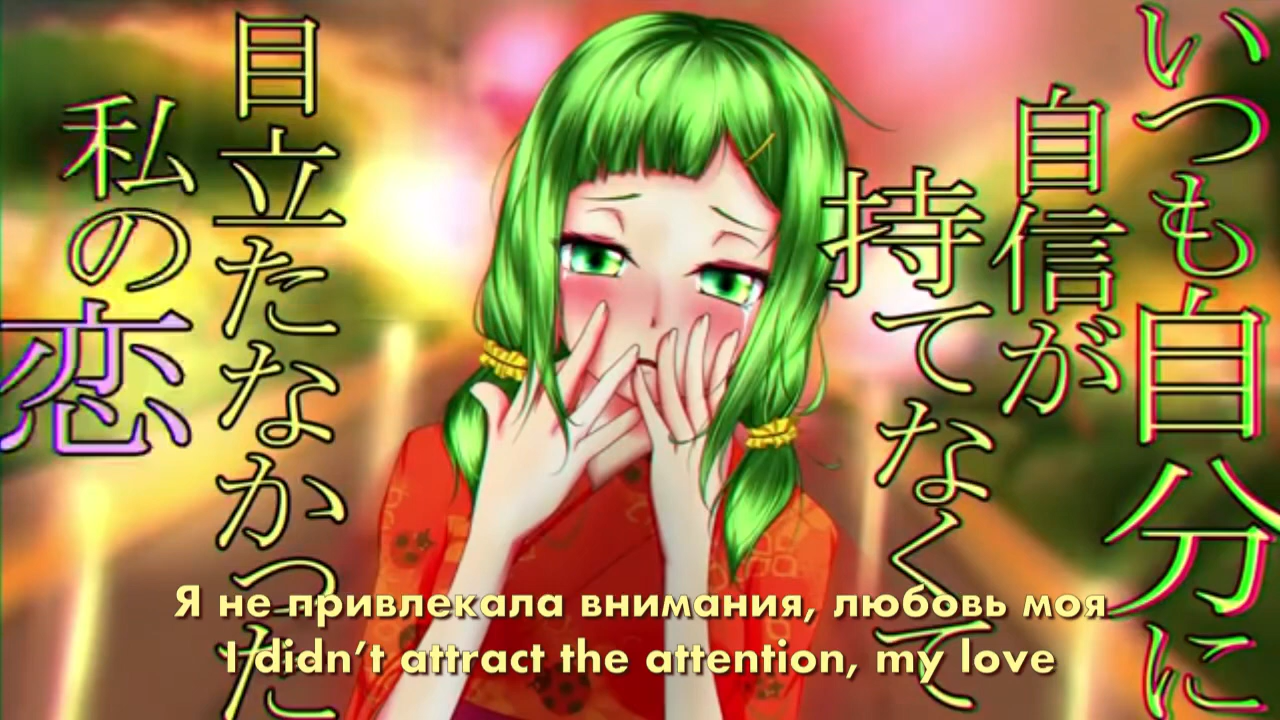 いつも自分に
自信が
持てなくて
目立たなかった
私の恋
Я не привлекала внимания, любовь моя
I didn't attract the attention, my love